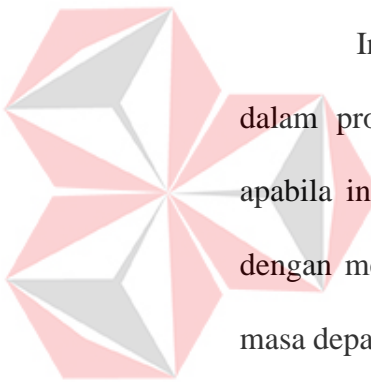 In
dalam pro
apabila in
dengan me
masa depa